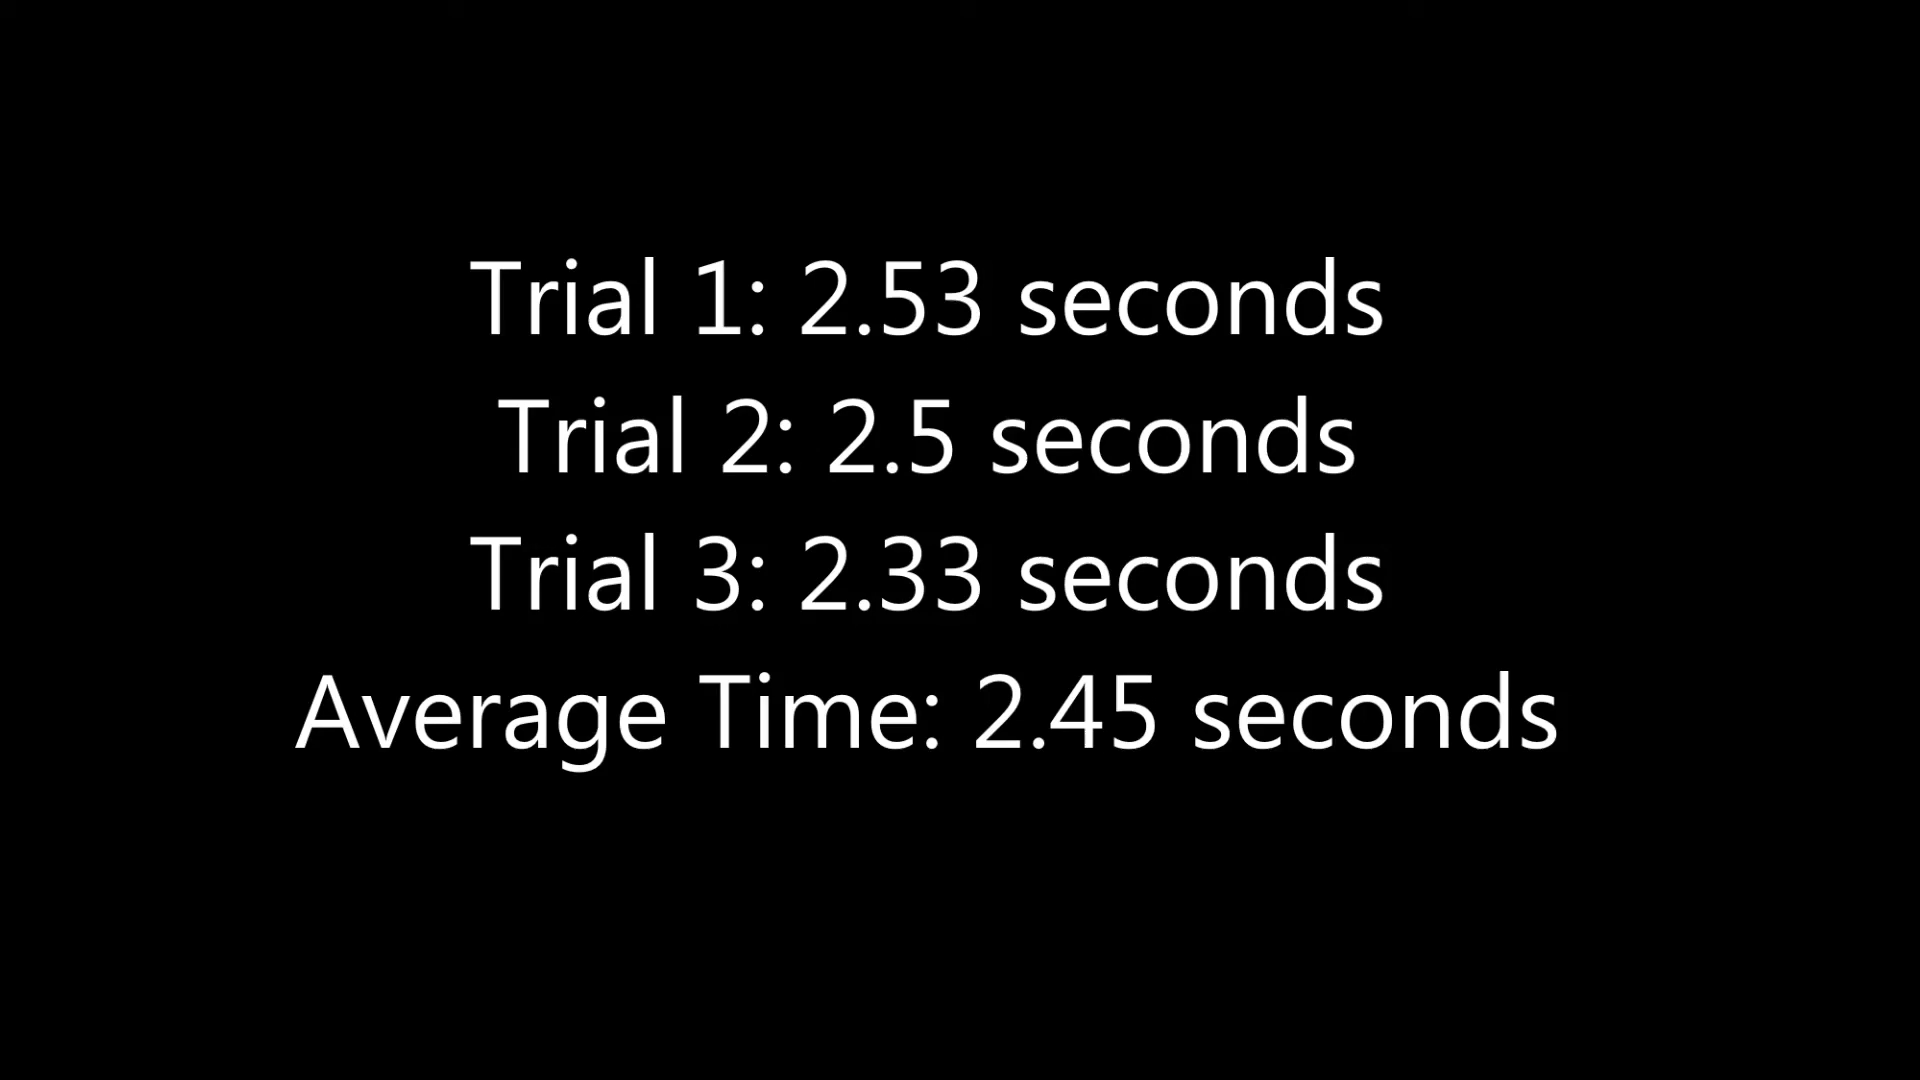 Trial 1: 2.53 seconds
Trial 2: 2.5 seconds
Trial 3: 2.33 seconds
Average Time: 2.45 seconds